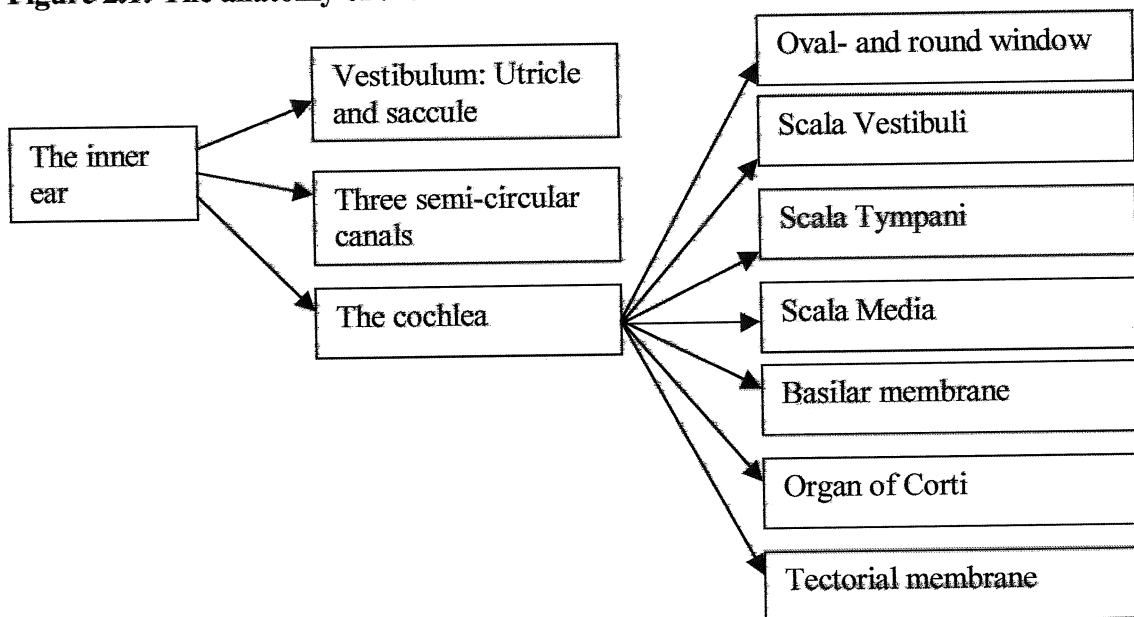 The inner
ear
Vestibulum: Utricle
and saccule
Three semi-circular
canals
The cochlea
Oval- and round window
Scala Vestibuli
Scala Tympani
Scala Media
Basilar membrane
Organ of Corti
Tectorial membrane